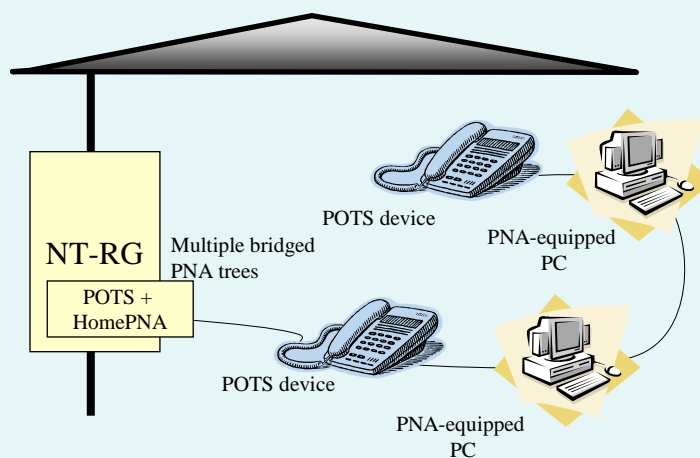 POTS device
PNA-equipped
PC
NT-RG
Multiple bridged
PNA trees
POTS +
HomePNA
POTS device
PNA-equipped
PC